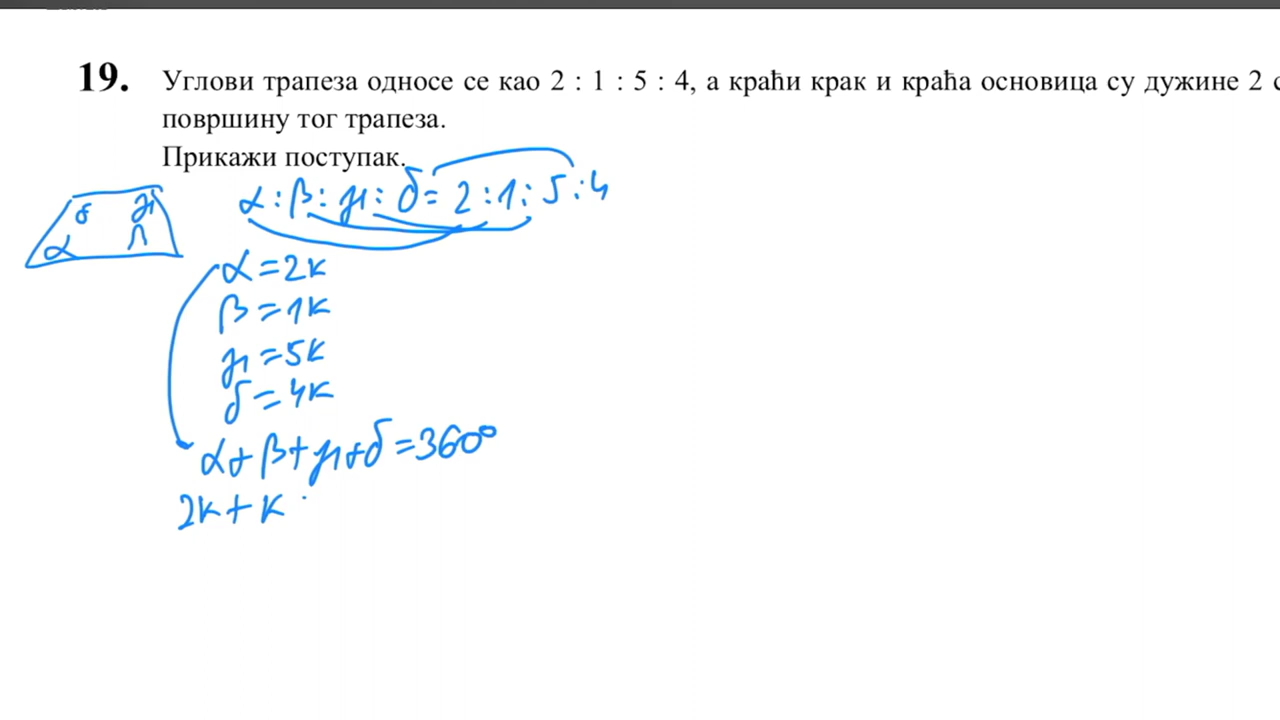 19. Углови трапеза односе се као 2 : 1 : 5 : 4, а краћи крак и краћа основица су дужине 2
површину тог трапеза.
Прикажи поступак.
α : β : γ : δ = 2 : 1 : 5 : 4
δ γ
α β
α = 2k
β = 1k
γ = 5k
δ = 4k
α + β + γ + δ = 360°
2k + k